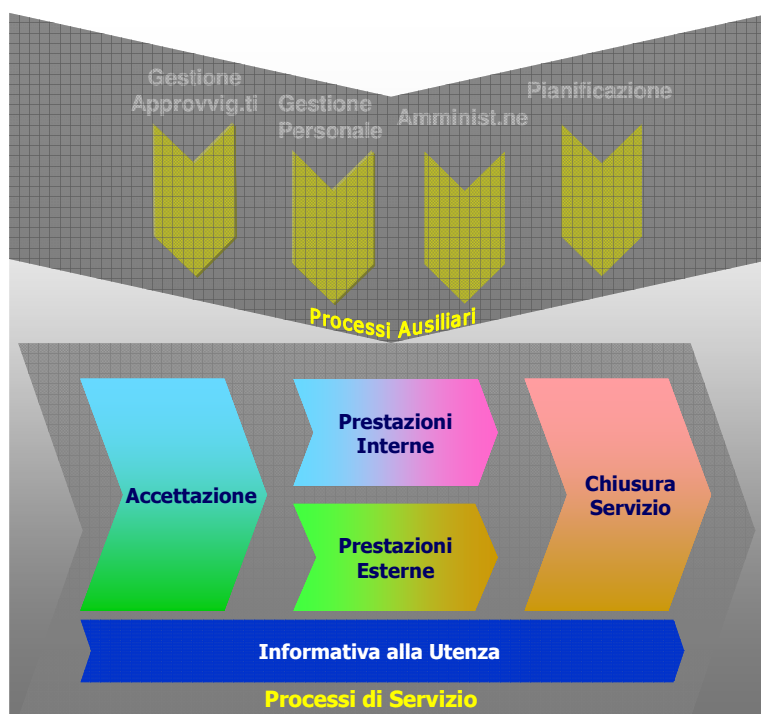 Gestione
Approvvig.ti
Gestione
Personale
Amminist.ne
Pianificazione
Processi Ausiliari
Accettazione
Prestazioni
Interne
Prestazioni
Esterne
Chiusura
Servizio
Informativa alla Utenza
Processi di Servizio